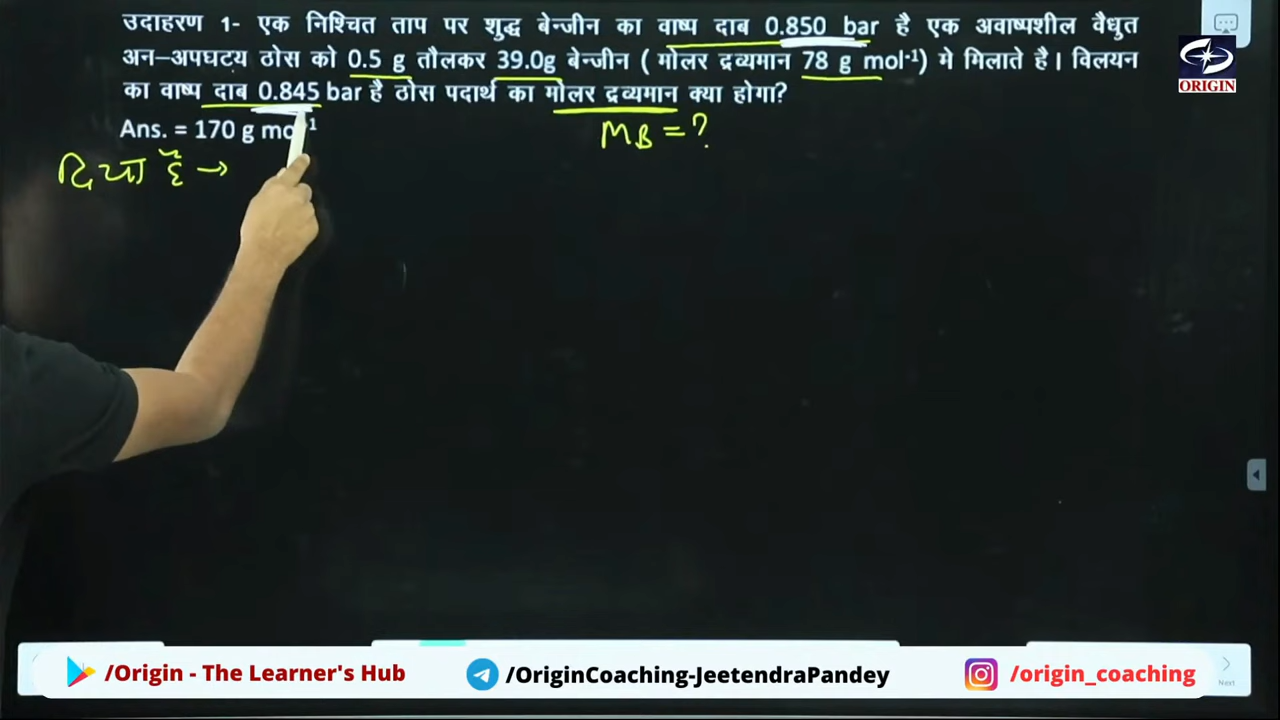 उदाहरण 1- एक निश्चित ताप पर शुद्ध बेन्जीन का वाष्प दाब 0.850 bar है एक अवाष्पशील वैधुत
अन–अपघटय ठोस को 0.5 g तौलकर 39.0g बेन्जीन ( मोलर द्रव्यमान 78 g mol-1) मे मिलाते है। विलयन
का वाष्प दाब 0.845 bar है ठोस पदार्थ का मोलर द्रव्यमान क्या होगा?
Ans. = 170 g mol-1
MB = ?
दिया है →
ORIGIN
/Origin - The Learner's Hub
/OriginCoaching-JeetendraPandey
/origin_coaching
Next